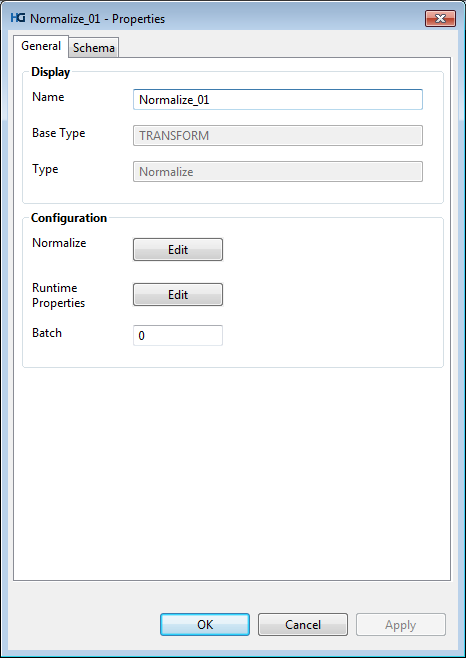 HG Normalize_01 - Properties
General Schema
Display
Name Normalize_01
Base Type TRANSFORM
Type Normalize
Configuration
Normalize Edit
Runtime
Properties Edit
Batch 0
OK Cancel Apply